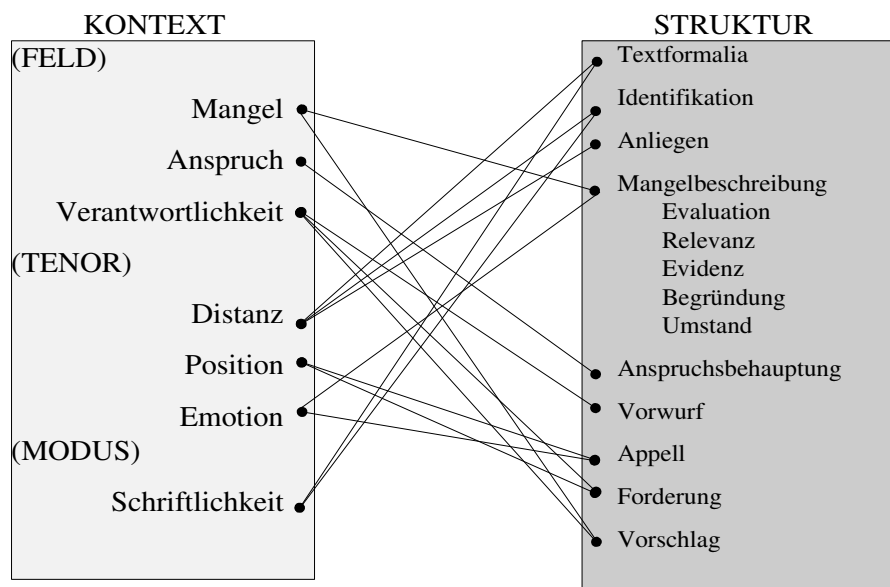 KONTEXT
(FELD)
Mangel
Anspruch
Verantwortlichkeit
(TENOR)
Distanz
Position
Emotion
(MODUS)
Schriftlichkeit
STRUKTUR
Textformalia
Identifikation
Anliegen
Mangelbeschreibung
Evaluation
Relevanz
Evidenz
Begründung
Umstand
Anspruchsbehauptung
Vorwurf
Appell
Forderung
Vorschlag